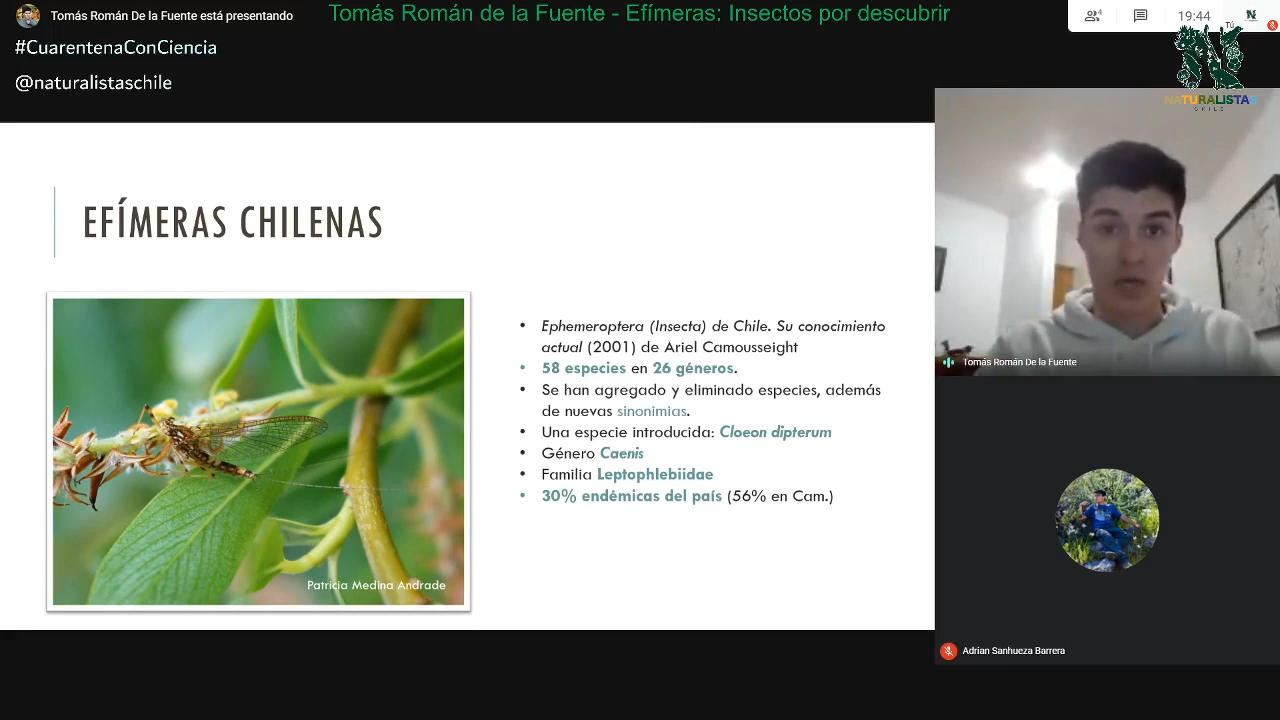 Tomás Román De la Fuente está presentando
Tomás Román de la Fuente - Efímeras: Insectos por descubrir
4
19:44
Tú
#CuarentenaConCiencia
@naturalistaschile
NATURALISTAS
CHILE
EFÍMERAS CHILENAS
• Ephemeroptera (Insecta) de Chile. Su conocimiento
actual (2001) de Ariel Camousseight
• 58 especies en 26 géneros.
• Se han agregado y eliminado especies, además
de nuevas sinonimias.
• Una especie introducida: Cloeon dipterum
• Género Caenis
• Familia Leptophlebiidae
• 30% endémicas del país (56% en Cam.)
Patricia Medina Andrade
Tomás Román De la Fuente
Adrian Sanhueza Barrera